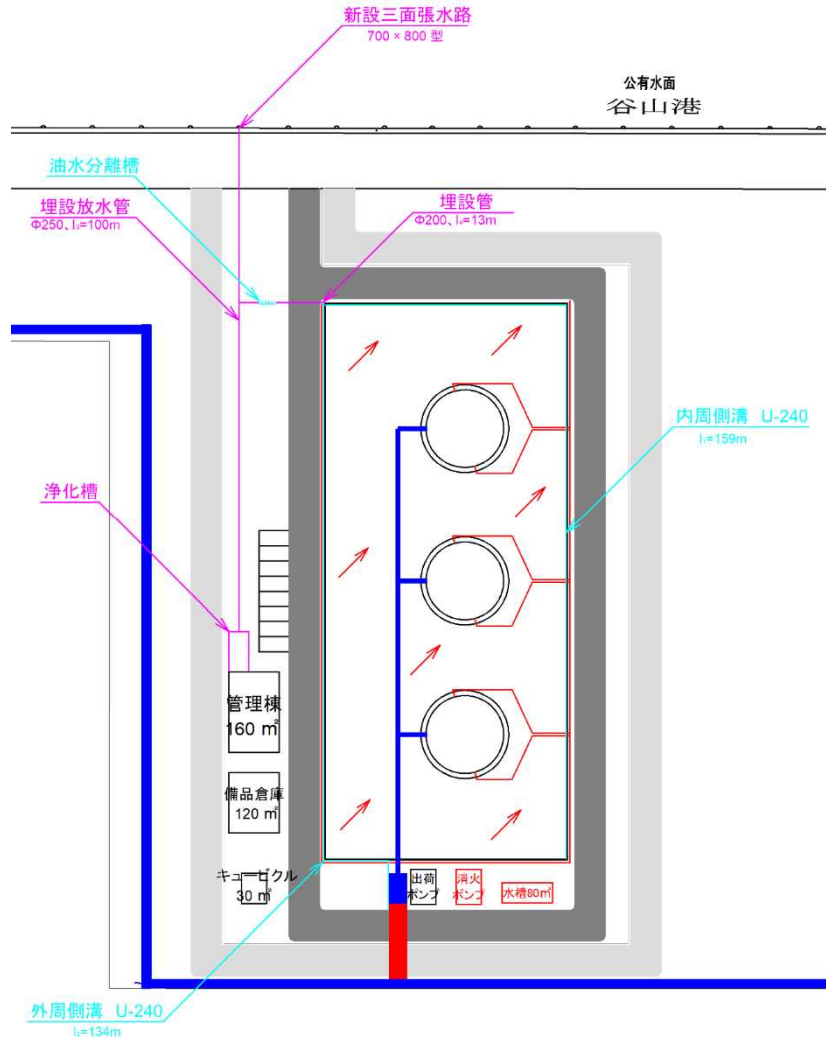 新設三面張水路
700 × 800 型
公有水面
谷山港
油水分離槽
埋設放水管
Φ250、l₃=100m
埋設管
Φ200、l₄=13m
内周側溝 U-240
l₁=159m
浄化槽
管理棟
160 ㎡
備品倉庫
120 ㎡
キュービクル
30 ㎡
出荷
ポンプ
消火
ポンプ
水槽80㎥
外周側溝 U-240
l₂=134m